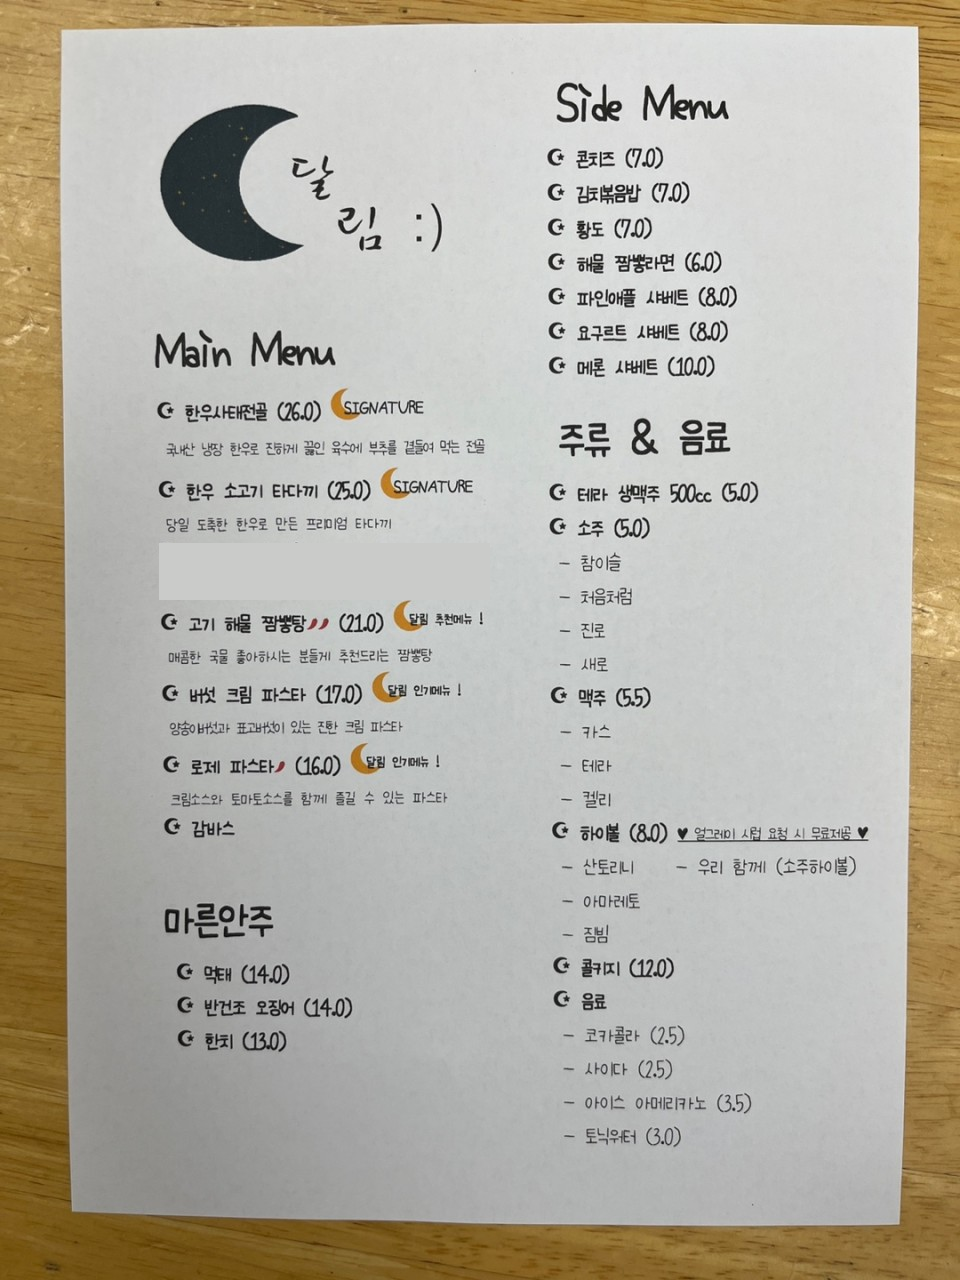 달
림 :)
Main Menu
한우사태전골 (26.0) SIGNATURE
국내산 냉장 한우로 진하게 끓인 육수에 부추를 곁들여 먹는 전골
한우 소고기 타다끼 (25.0) SIGNATURE
당일 도축한 한우로 만든 프리미엄 타다끼
고기 해물 짬뽕탕 (21.0) 달림 추천메뉴 !
매콤한 국물 좋아하시는 분들게 추천드리는 짬뽕탕
버섯 크림 파스타 (17.0) 달림 인기메뉴 !
양송이버섯과 표고버섯이 있는 진한 크림 파스타
로제 파스타 (16.0) 달림 인기메뉴 !
크림소스와 토마토소스를 함께 즐길 수 있는 파스타
감바스
마른안주
먹태 (14.0)
반건조 오징어 (14.0)
한치 (13.0)
Side Menu
콘치즈 (7.0)
김치볶음밥 (7.0)
황도 (7.0)
해물 짬뽕라면 (6.0)
파인애플 샤베트 (8.0)
요구르트 샤베트 (8.0)
메론 샤베트 (10.0)
주류 & 음료
테라 생맥주 500cc (5.0)
소주 (5.0)
- 참이슬
- 처음처럼
- 진로
- 새로
맥주 (5.5)
- 카스
- 테라
- 켈리
하이볼 (8.0) ♥ 얼그레이 시럽 요청 시 무료제공 ♥
- 산토리니 - 우리 함께 (소주하이볼)
- 아마레토
- 짐빔
콜키지 (12.0)
음료
- 코카콜라 (2.5)
- 사이다 (2.5)
- 아이스 아메리카노 (3.5)
- 토닉워터 (3.0)